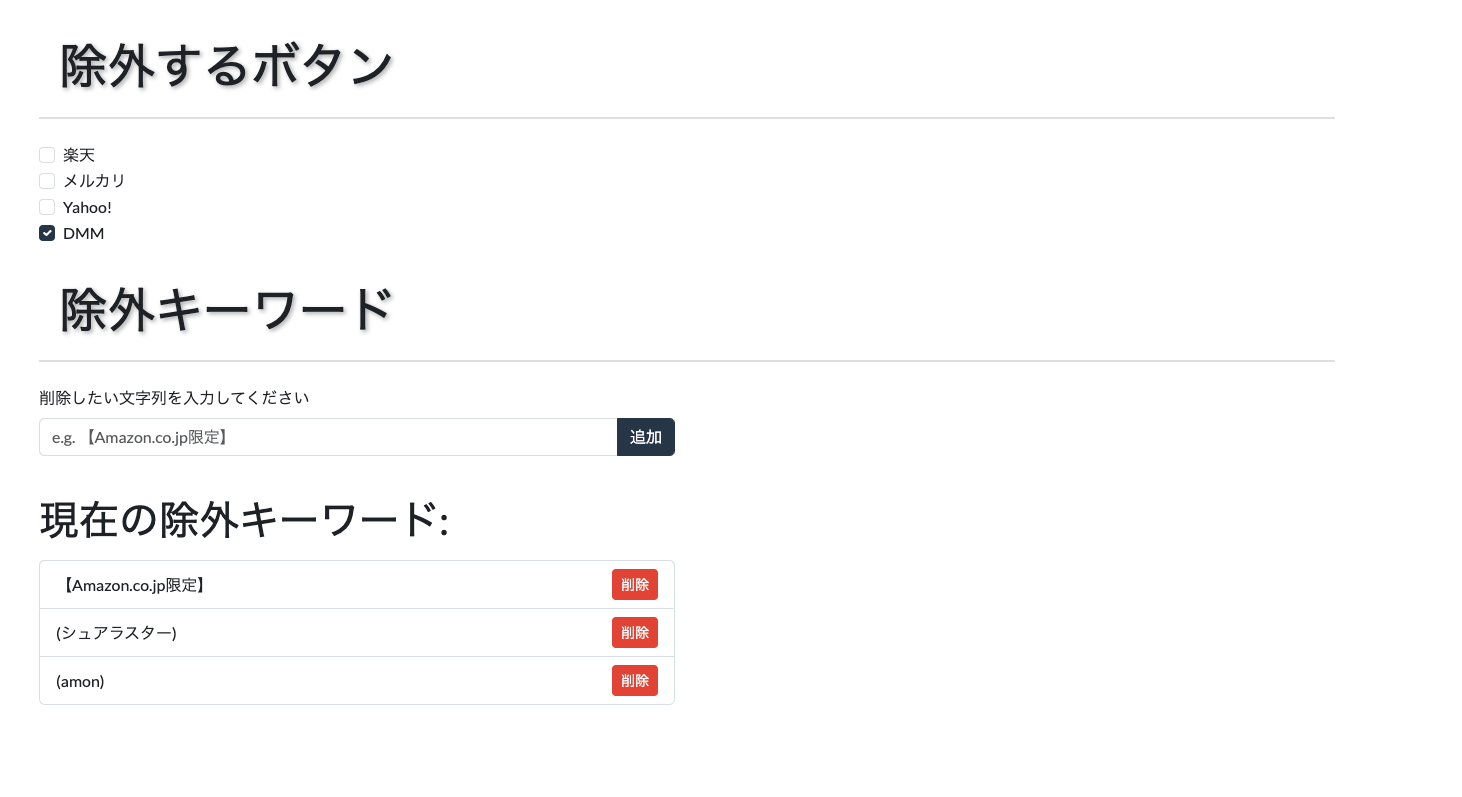 除外するボタン
楽天
メルカリ
Yahoo!
DMM
除外キーワード
削除したい文字列を入力してください
e.g. 【Amazon.co.jp限定】
追加
現在の除外キーワード:
【Amazon.co.jp限定】 削除
(シュアラスター) 削除
(amon) 削除